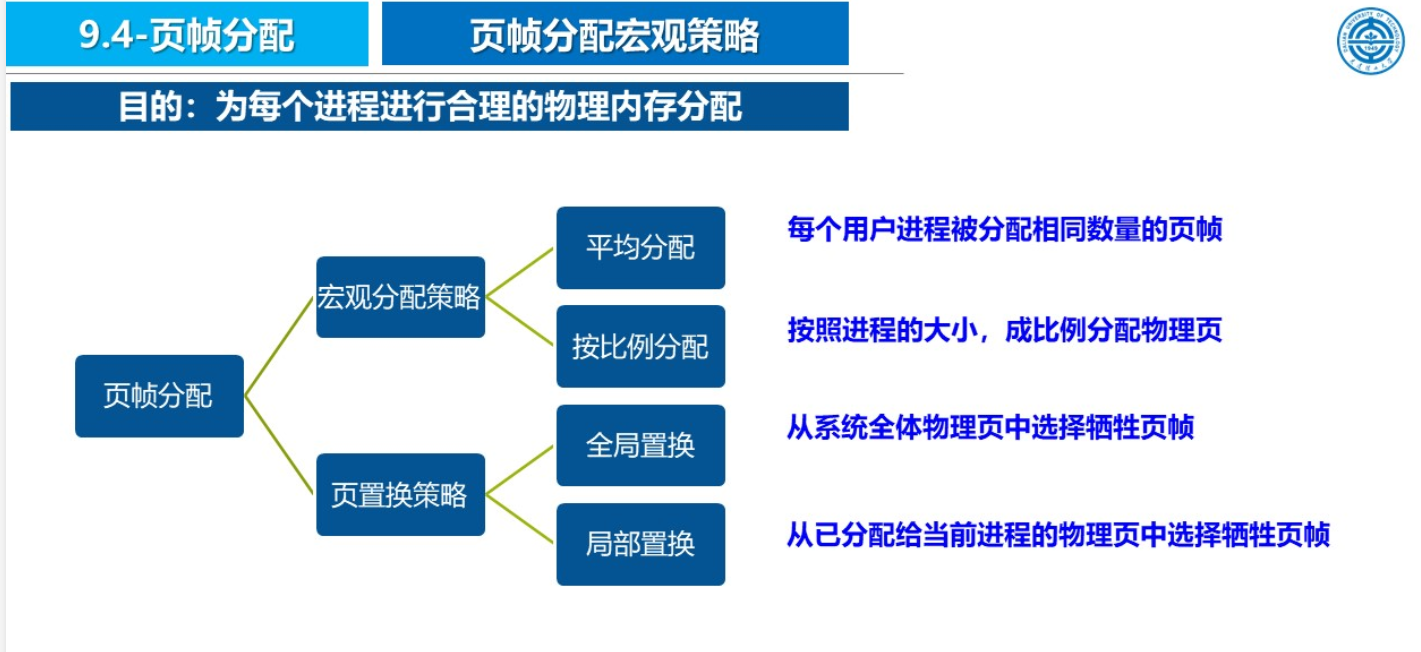 9.4-页帧分配
页帧分配宏观策略
目的：为每个进程进行合理的物理内存分配
页帧分配
宏观分配策略
平均分配
每个用户进程被分配相同数量的页帧
按比例分配
按照进程的大小，成比例分配物理页
页置换策略
全局置换
从系统全体物理页中选择牺牲页帧
局部置换
从已分配给当前进程的物理页中选择牺牲页帧
1949